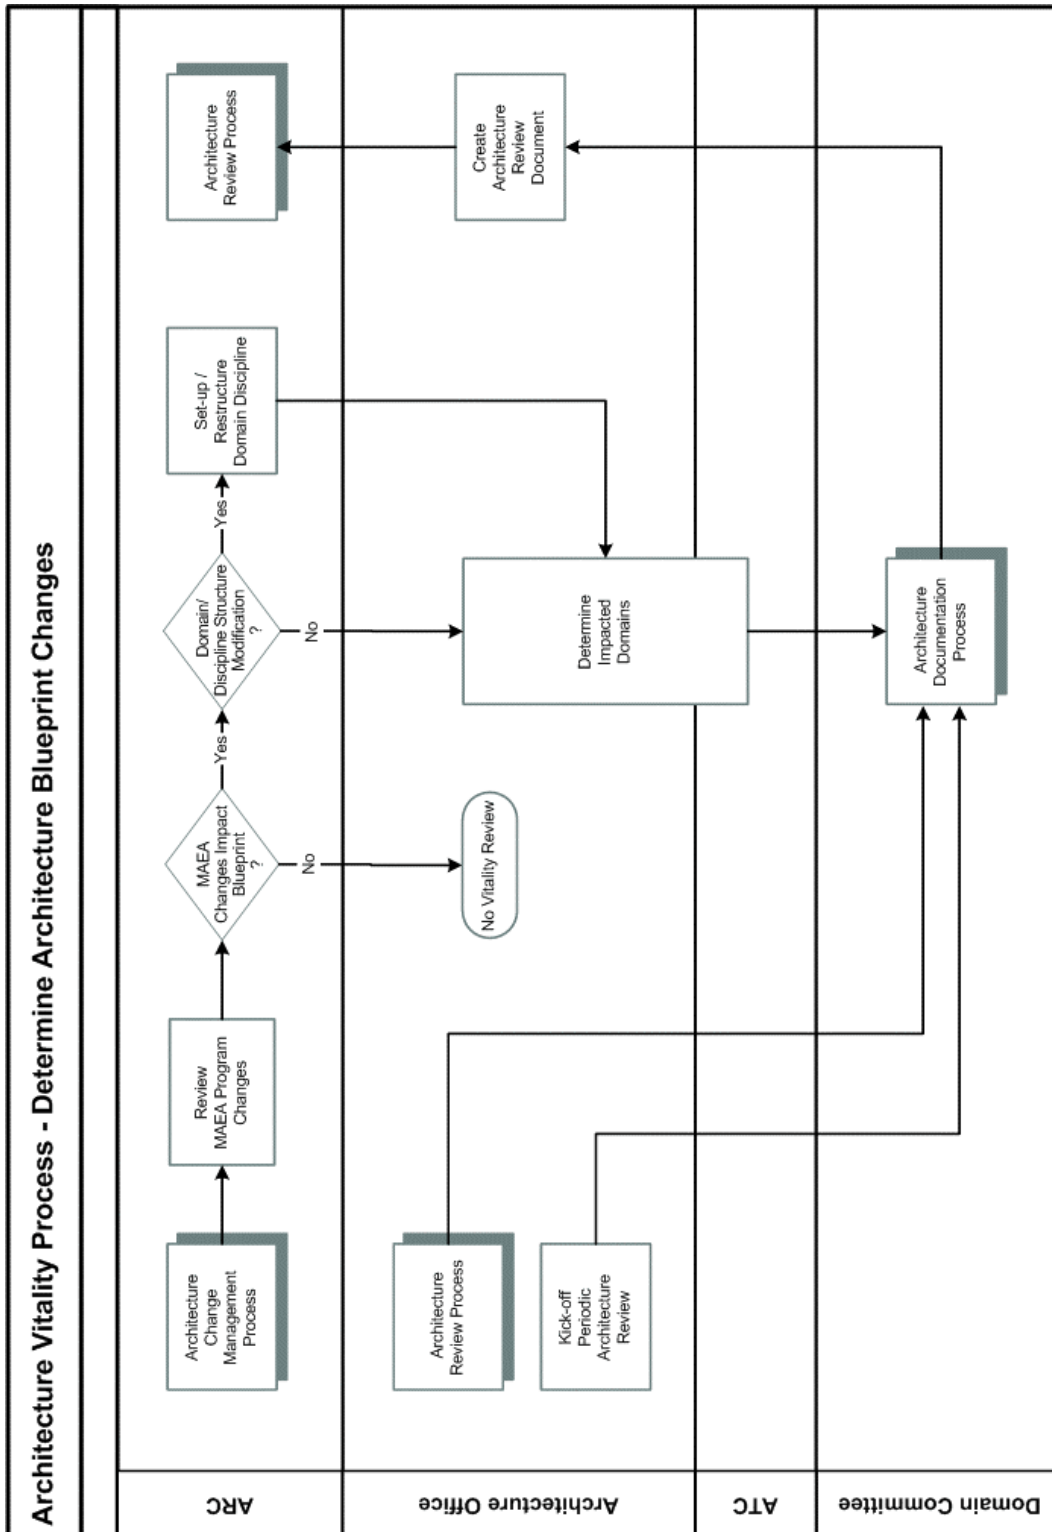 Architecture Vitality Process - Determine Architecture Blueprint Changes
ARC
Architecture
Change
Management
Process
Review
MAEA Program
Changes
MAEA
Changes Impact
Blueprint
?
Yes
No
Domain/
Discipline Structure
Modification
?
Yes
No
Set-up /
Restructure
Domain Discipline
Architecture
Review Process
Architecture Office
Architecture
Review Process
Kick-off
Periodic
Architecture
Review
No Vitality Review
Determine
Impacted
Domains
Create
Architecture
Review
Document
ATC
Domain Committee
Architecture
Documentation
Process